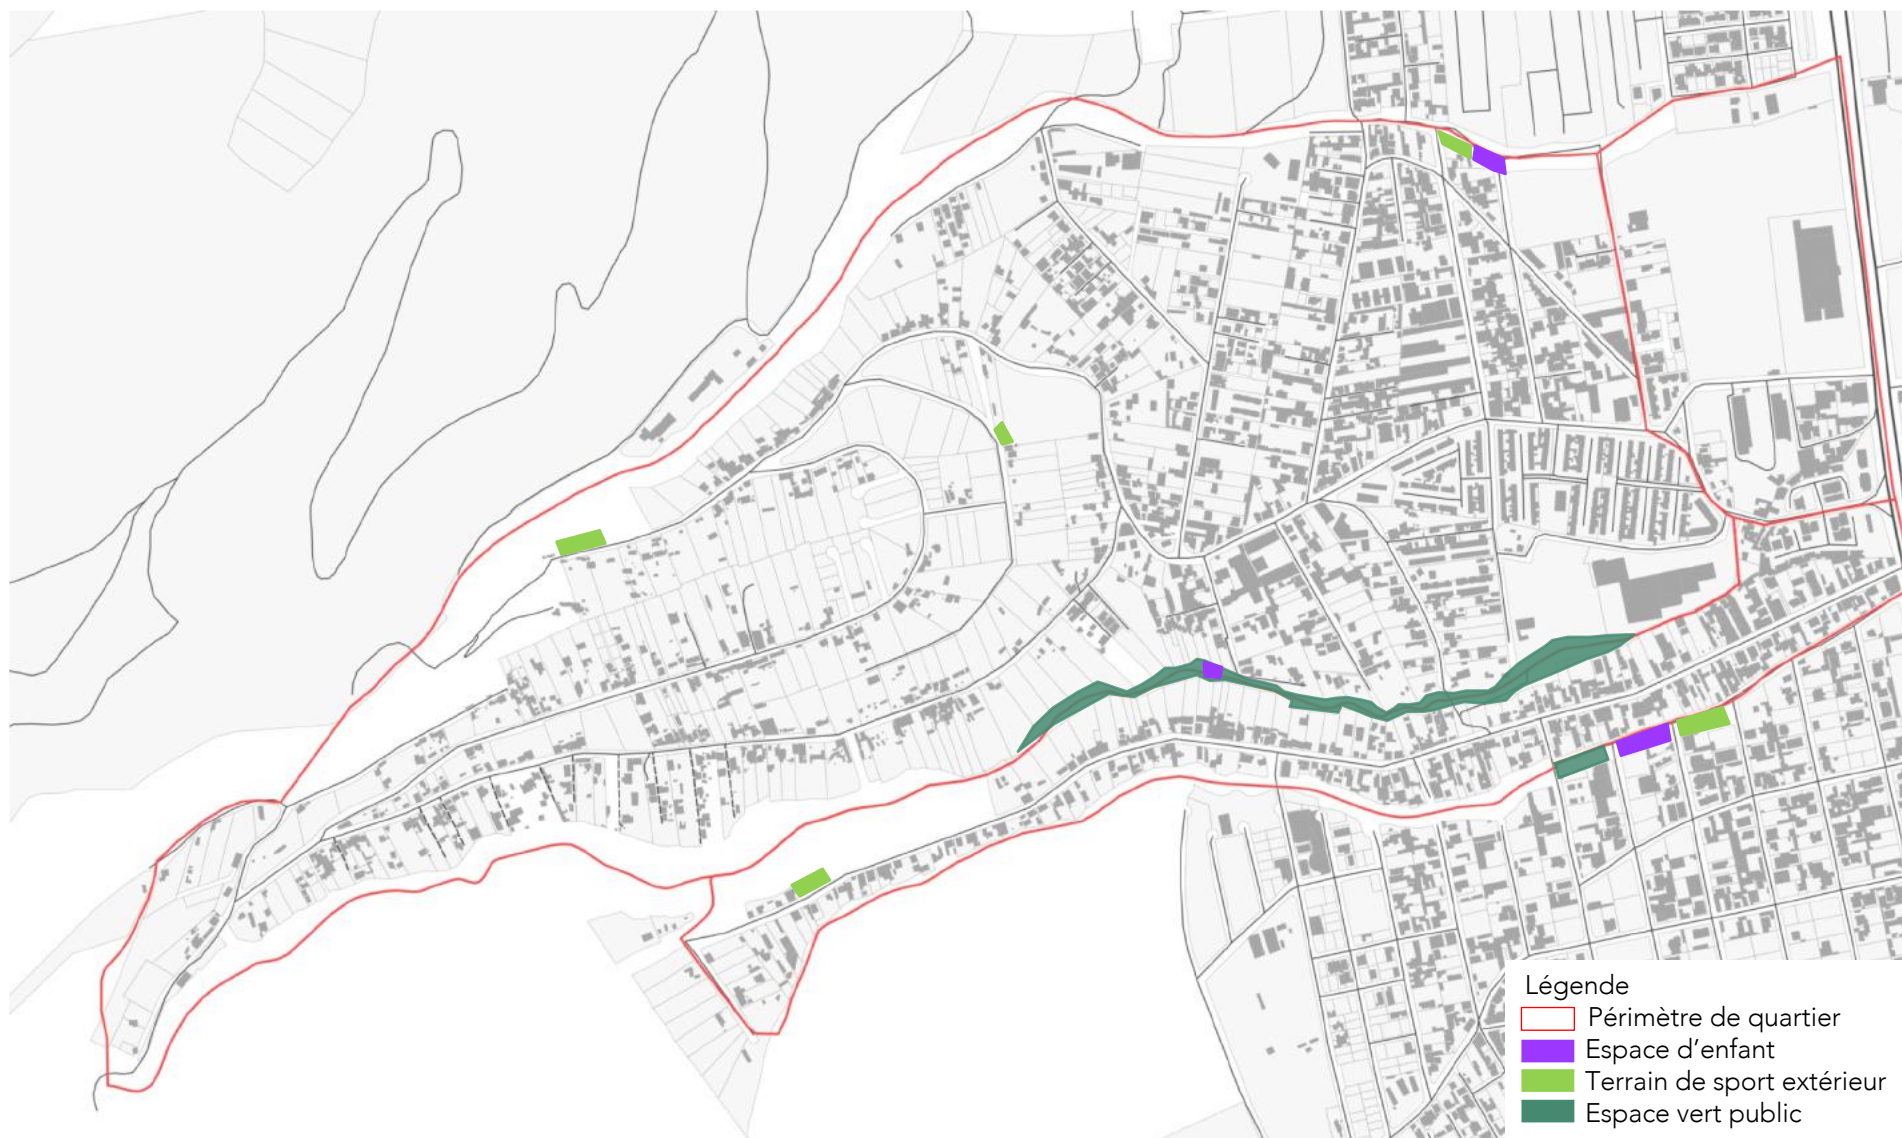 Légende
Périmètre de quartier
Espace d'enfant
Terrain de sport extérieur
Espace vert public